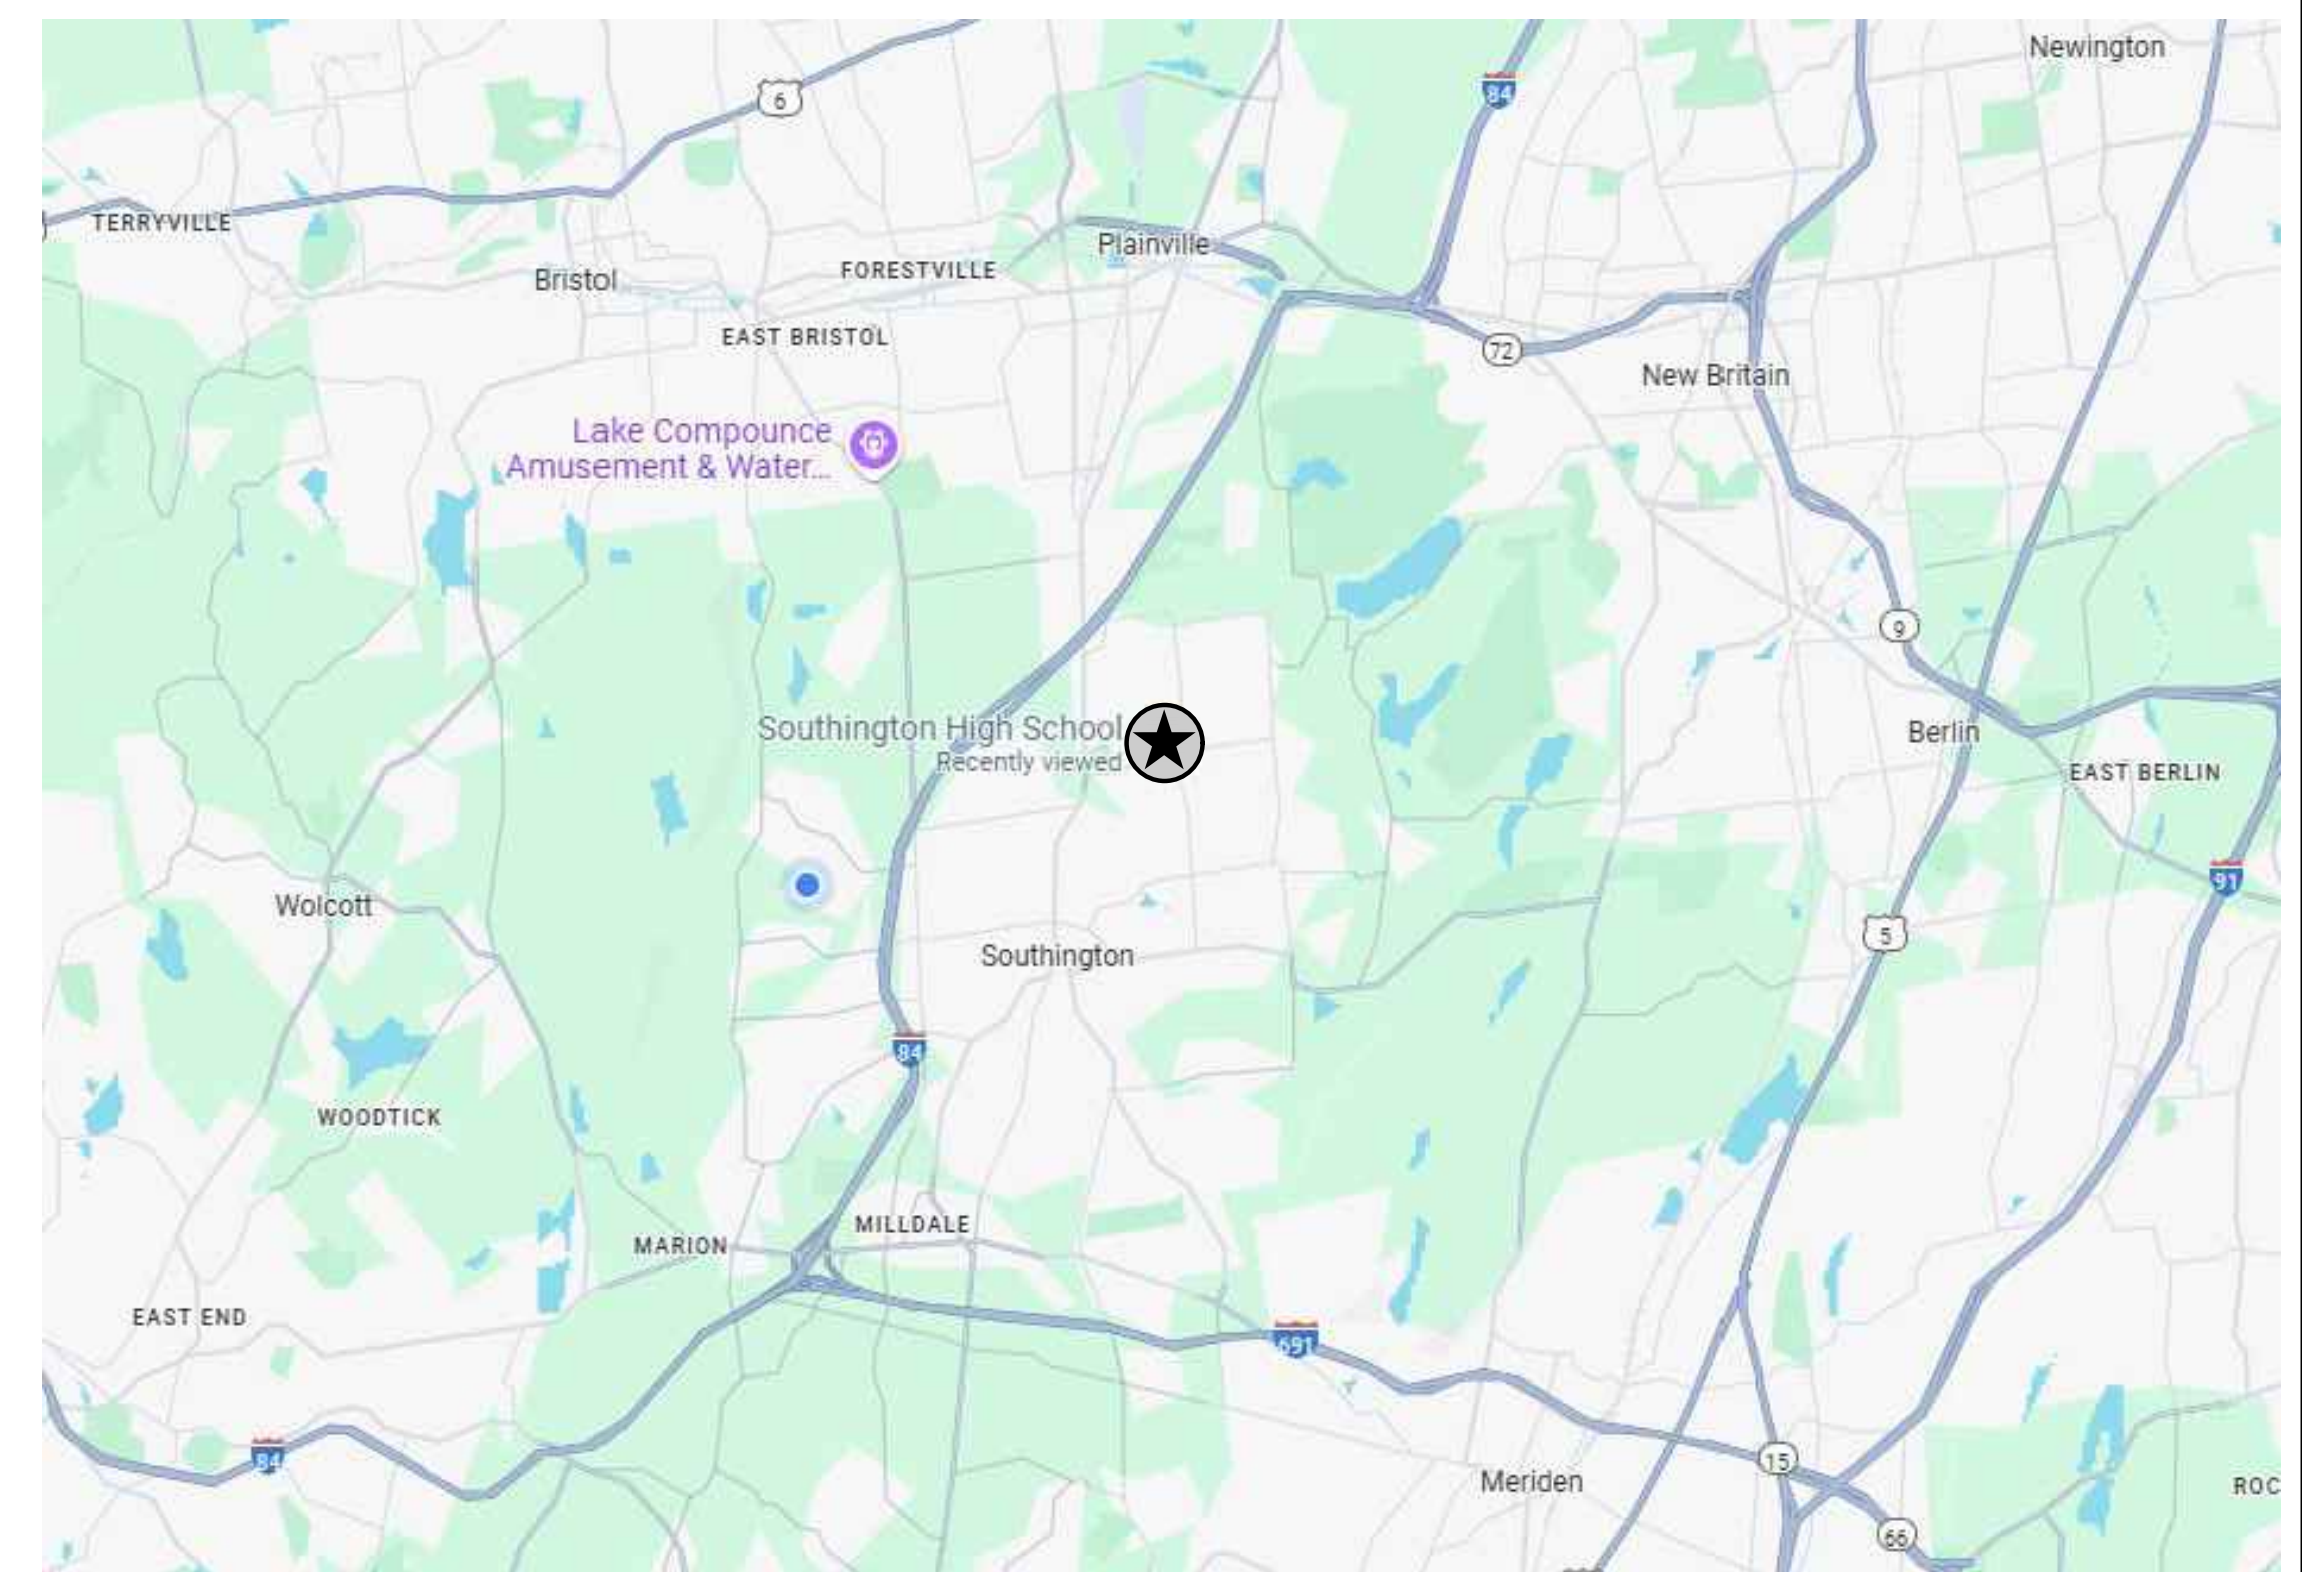 Newington
84
6
TERRYVILLE
Plainville
FORESTVILLE
Bristol
EAST BRISTOL
72
New Britain
Lake Compounce
Amusement & Water...
9
Southington High School
Recently viewed
Berlin
EAST BERLIN
91
Wolcott
5
Southington
84
WOODTICK
MILLDALE
MARION
EAST END
691
84
15
Meriden
ROC
66